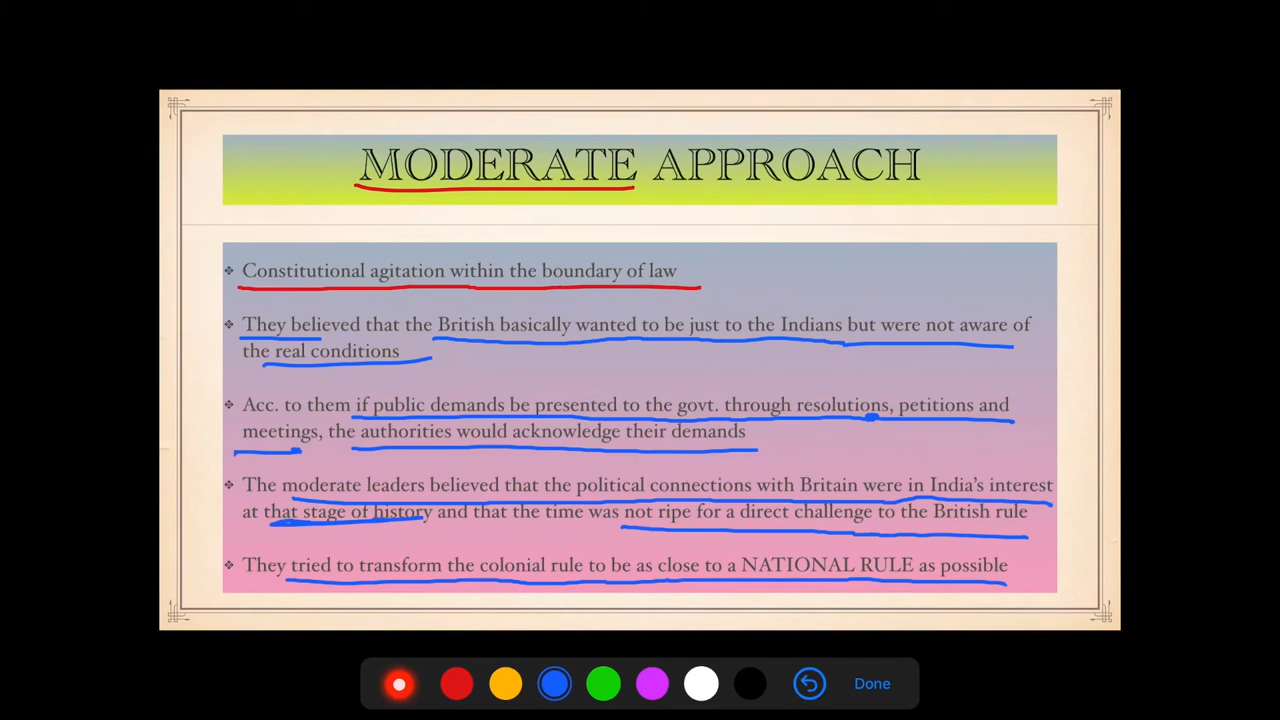 MODERATE APPROACH
❖ Constitutional agitation within the boundary of law
❖ They believed that the British basically wanted to be just to the Indians but were not aware of
the real conditions
❖ Acc. to them if public demands be presented to the govt. through resolutions, petitions and
meetings, the authorities would acknowledge their demands
❖ The moderate leaders believed that the political connections with Britain were in India's interest
at that stage of history and that the time was not ripe for a direct challenge to the British rule
❖ They tried to transform the colonial rule to be as close to a NATIONAL RULE as possible
Done